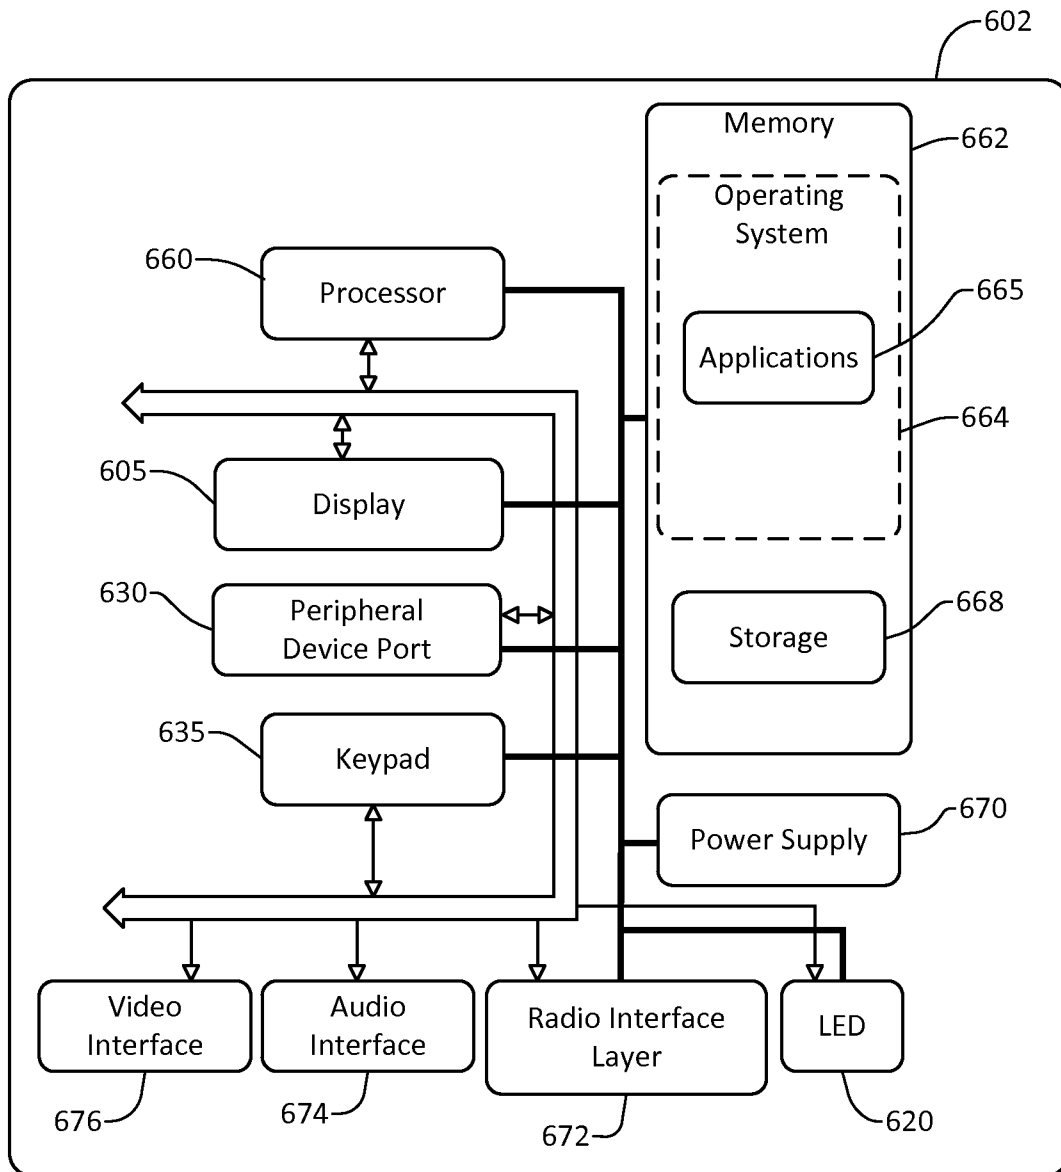 602
Memory
662
Operating
System
660
Processor
665
Applications
664
605
Display
630
Peripheral
Device Port
668
Storage
635
Keypad
670
Power Supply
Video
Interface
Audio
Interface
Radio Interface
Layer
LED
676
674
672
620